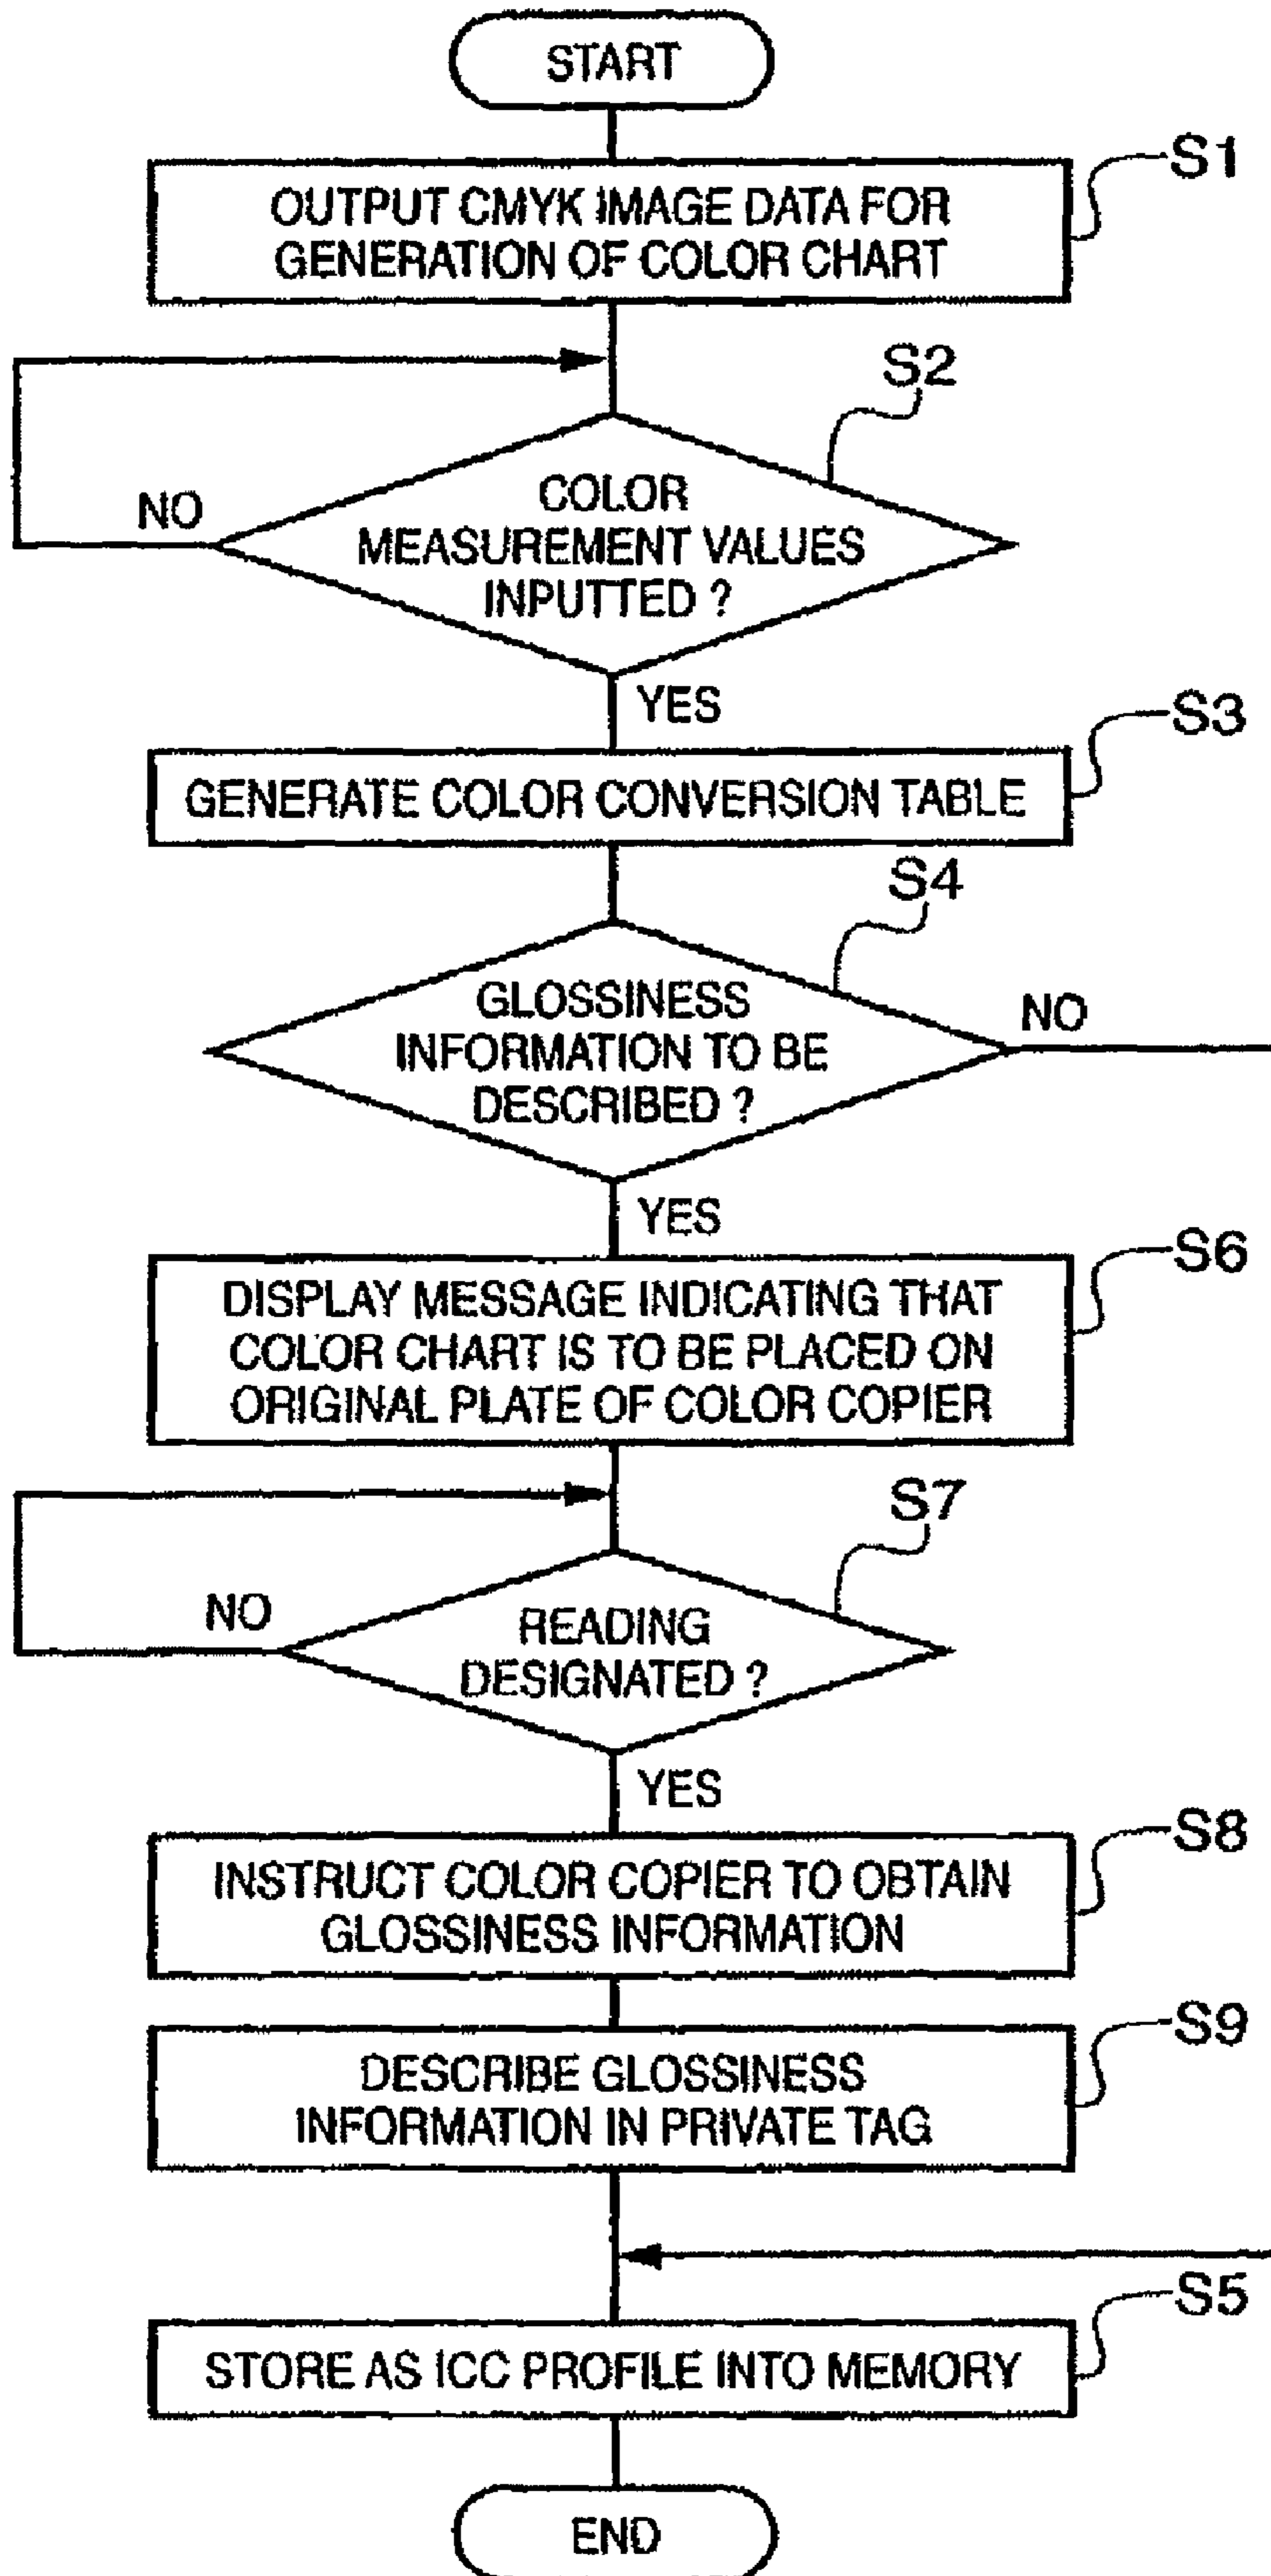 START
S1
OUTPUT CMYK IMAGE DATA FOR
GENERATION OF COLOR CHART
S2
COLOR
MEASUREMENT VALUES
INPUTTED ?
NO
YES
S3
GENERATE COLOR CONVERSION TABLE
S4
GLOSSINESS
INFORMATION TO BE
DESCRIBED ?
NO
YES
S6
DISPLAY MESSAGE INDICATING THAT
COLOR CHART IS TO BE PLACED ON
ORIGINAL PLATE OF COLOR COPIER
S7
NO
READING
DESIGNATED ?
YES
S8
INSTRUCT COLOR COPIER TO OBTAIN
GLOSSINESS INFORMATION
S9
DESCRIBE GLOSSINESS
INFORMATION IN PRIVATE TAG
S5
STORE AS ICC PROFILE INTO MEMORY
END